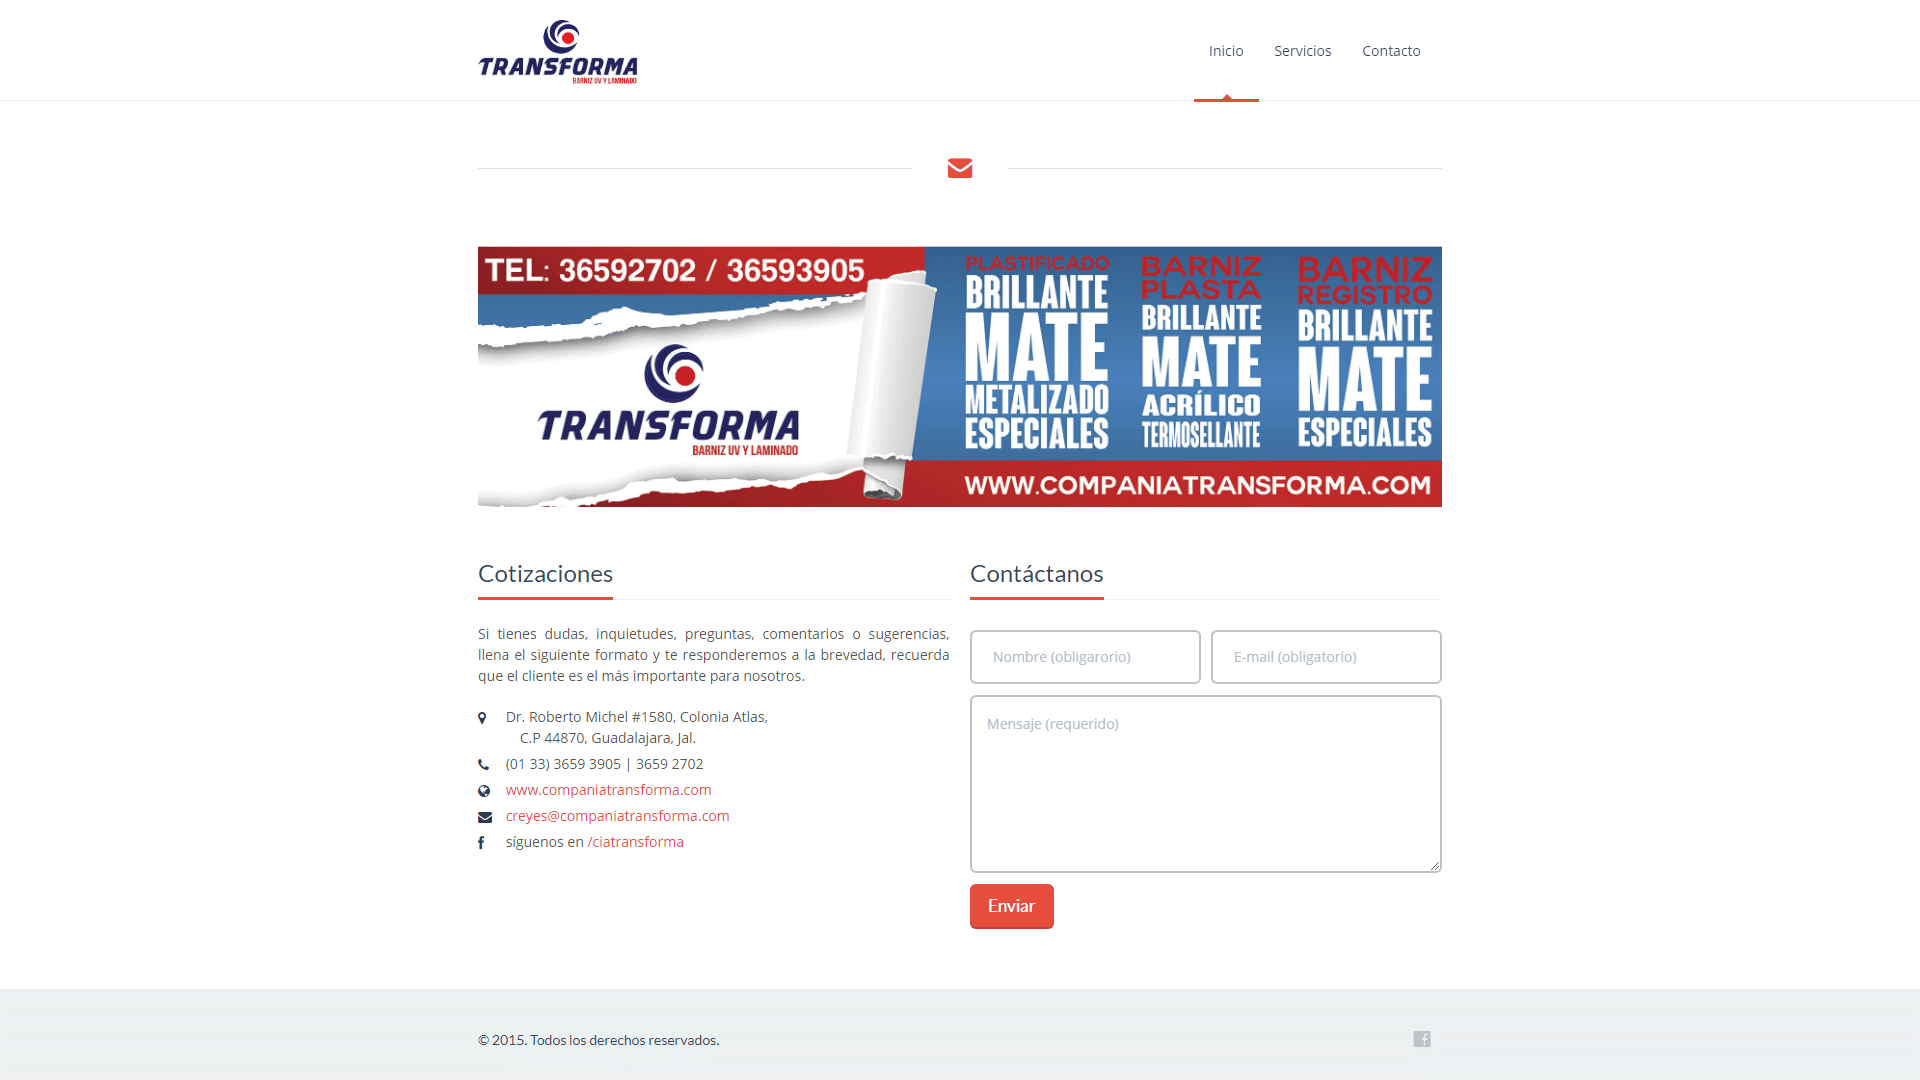 TRANSFORMA
BARNIZ UV Y LAMINADO
Inicio
Servicios
Contacto
TEL: 36592702 / 36593905
TRANSFORMA
BARNIZ UV Y LAMINADO
PLASTIFICADO
BRILLANTE
MATE
METALIZADO
ESPECIALES
BARNIZ
PLASTA
BRILLANTE
MATE
ACRÍLICO
TERMOSELLANTE
BARNIZ
REGISTRO
BRILLANTE
MATE
ESPECIALES
WWW.COMPANIATRANSFORMA.COM
Cotizaciones
Si tienes dudas, inquietudes, preguntas, comentarios o sugerencias,
llena el siguiente formato y te responderemos a la brevedad, recuerda
que el cliente es el más importante para nosotros.
Dr. Roberto Michel #1580, Colonia Atlas,
C.P 44870, Guadalajara, Jal.
(01 33) 3659 3905 | 3659 2702
www.companiatransforma.com
creyes@companiatransforma.com
síguenos en /ciatransforma
Contáctanos
Nombre (obligarorio)
E-mail (obligatorio)
Mensaje (requerido)
Enviar
© 2015. Todos los derechos reservados.